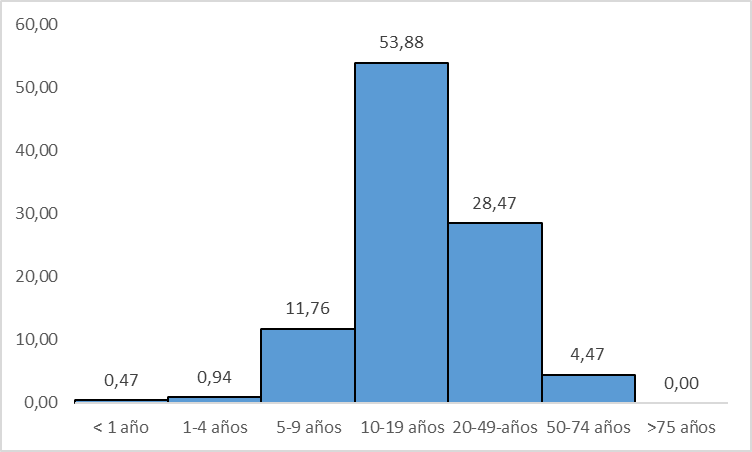 60,00
50,00
40,00
30,00
20,00
10,00
0,00
0,47
0,94
11,76
53,88
28,47
4,47
0,00
< 1 año
1-4 años
5-9 años
10-19 años
20-49-años
50-74 años
>75 años